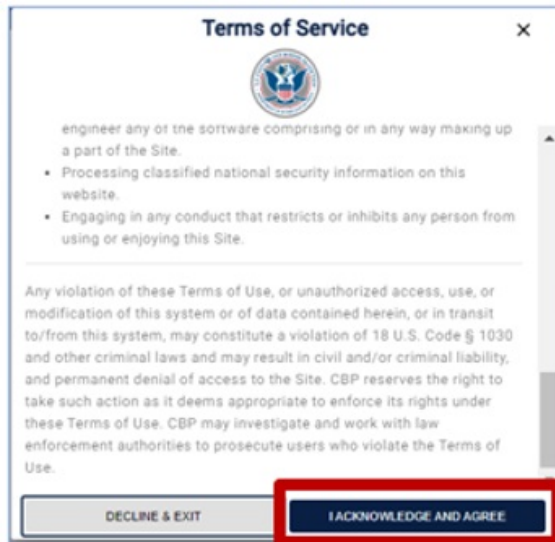 Terms of Service
engineer any of the software comprising or in any way making up
a part of the Site.
• Processing classified national security information on this
website.
• Engaging in any conduct that restricts or inhibits any person from
using or enjoying this Site.
Any violation of these Terms of Use, or unauthorized access, use, or
modification of this system or of data contained herein, or in transit
to/from this system, may constitute a violation of 18 U.S. Code § 1030
and other criminal laws and may result in civil and/or criminal liability,
and permanent denial of access to the Site. CBP reserves the right to
take such action as it deems appropriate to enforce its rights under
these Terms of Use. CBP may investigate and work with law
enforcement authorities to prosecute users who violate the Terms of
Use.
DECLINE & EXIT
I ACKNOWLEDGE AND AGREE